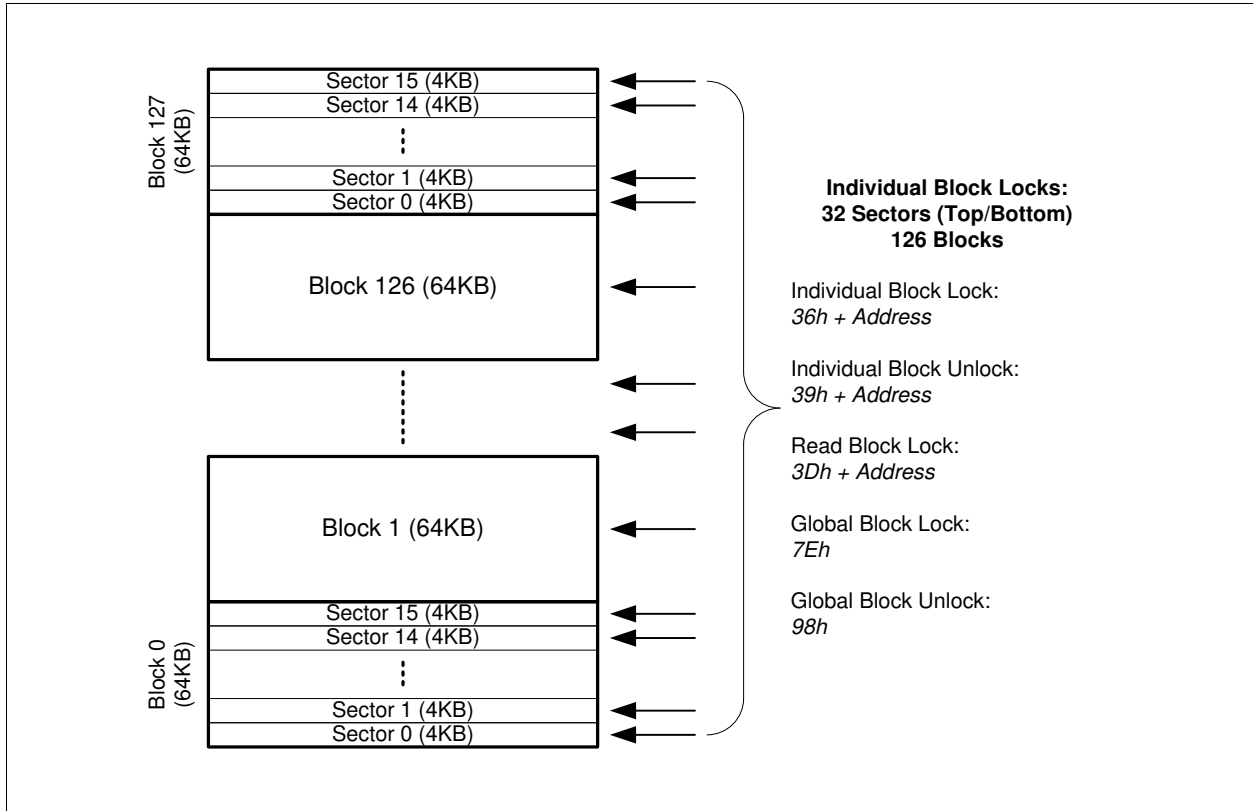 Block 127
(64KB)
Sector 15 (4KB)
Sector 14 (4KB)
Sector 1 (4KB)
Sector 0 (4KB)
Block 126 (64KB)
Block 1 (64KB)
Block 0
(64KB)
Sector 15 (4KB)
Sector 14 (4KB)
Sector 1 (4KB)
Sector 0 (4KB)
Individual Block Locks:
32 Sectors (Top/Bottom)
126 Blocks
Individual Block Lock:
36h + Address
Individual Block Unlock:
39h + Address
Read Block Lock:
3Dh + Address
Global Block Lock:
7Eh
Global Block Unlock:
98h